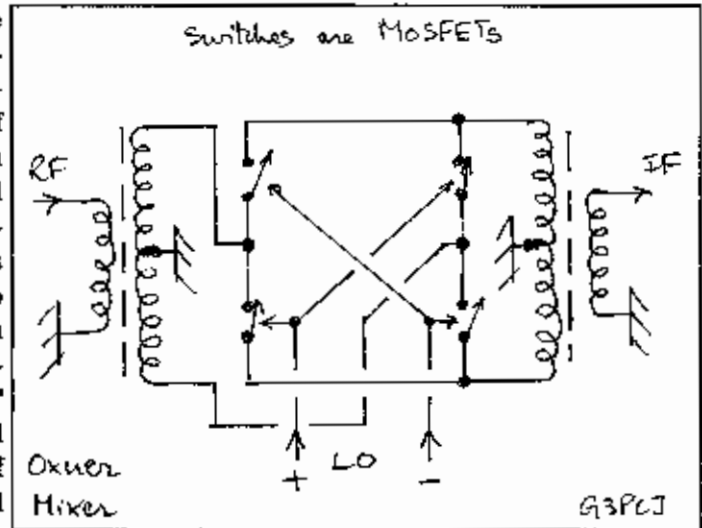 Switches are MOSFETs
RF
IF
+ LO -
Oxner
Mixer
G3PCJ